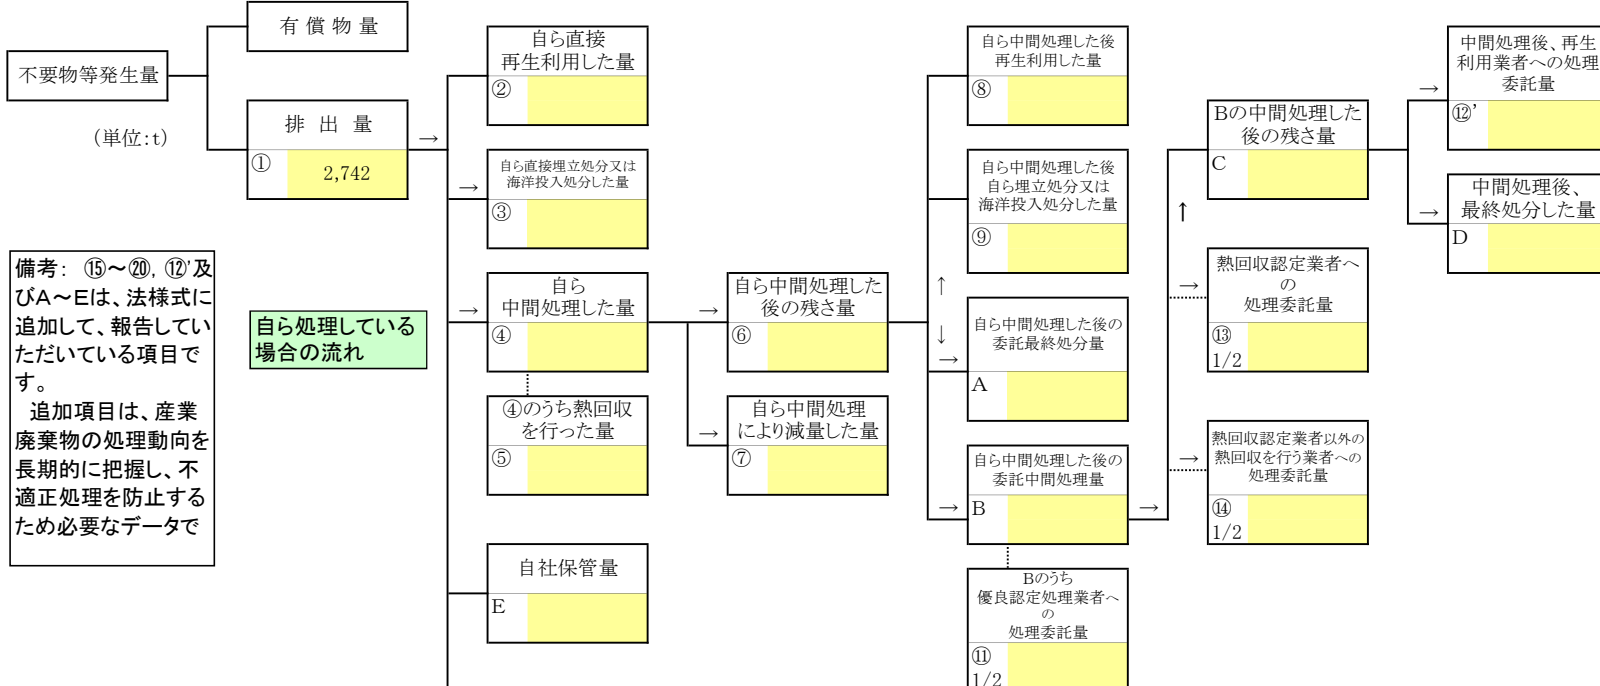 有 償 物 量
不要物等発生量
排 出 量
(単位:t)
①
2,742
→
備考: ⑮～⑳, ⑫'及
びA～Eは、法様式に
追加して、報告してい
ただいている項目で
す。
追加項目は、産業
廃棄物の処理動向を
長期的に把握し、不
適正処理を防止する
ため必要なデータで
自ら処理している
場合の流れ
自ら直接
再生利用した量
②
→
自ら直接埋立処分又は
海洋投入処分した量
③
→
自ら
中間処理した量
④
④のうち熱回収
を行った量
⑤
自社保管量
E
→
自ら中間処理した
後の残さ量
⑥
→
自ら中間処理
により減量した量
⑦
自ら中間処理した後
再生利用した量
⑧
自ら中間処理した後
自ら埋立処分又は
海洋投入処分した量
⑨
↑
↓
→
自ら中間処理した後の
委託最終処分量
A
→
自ら中間処理した後の
委託中間処理量
B
Bのうち
優良認定処理業者へ
の
処理委託量
⑪
1/2
→
↑
Bの中間処理した
後の残さ量
C
→
熱回収認定業者へ
の
処理委託量
⑬
1/2
→
熱回収認定業者以外の
熱回収を行う業者への
処理委託量
⑭
1/2
→
中間処理後、再生
利用業者への処理
委託量
⑫'
→
中間処理後、
最終処分した量
D